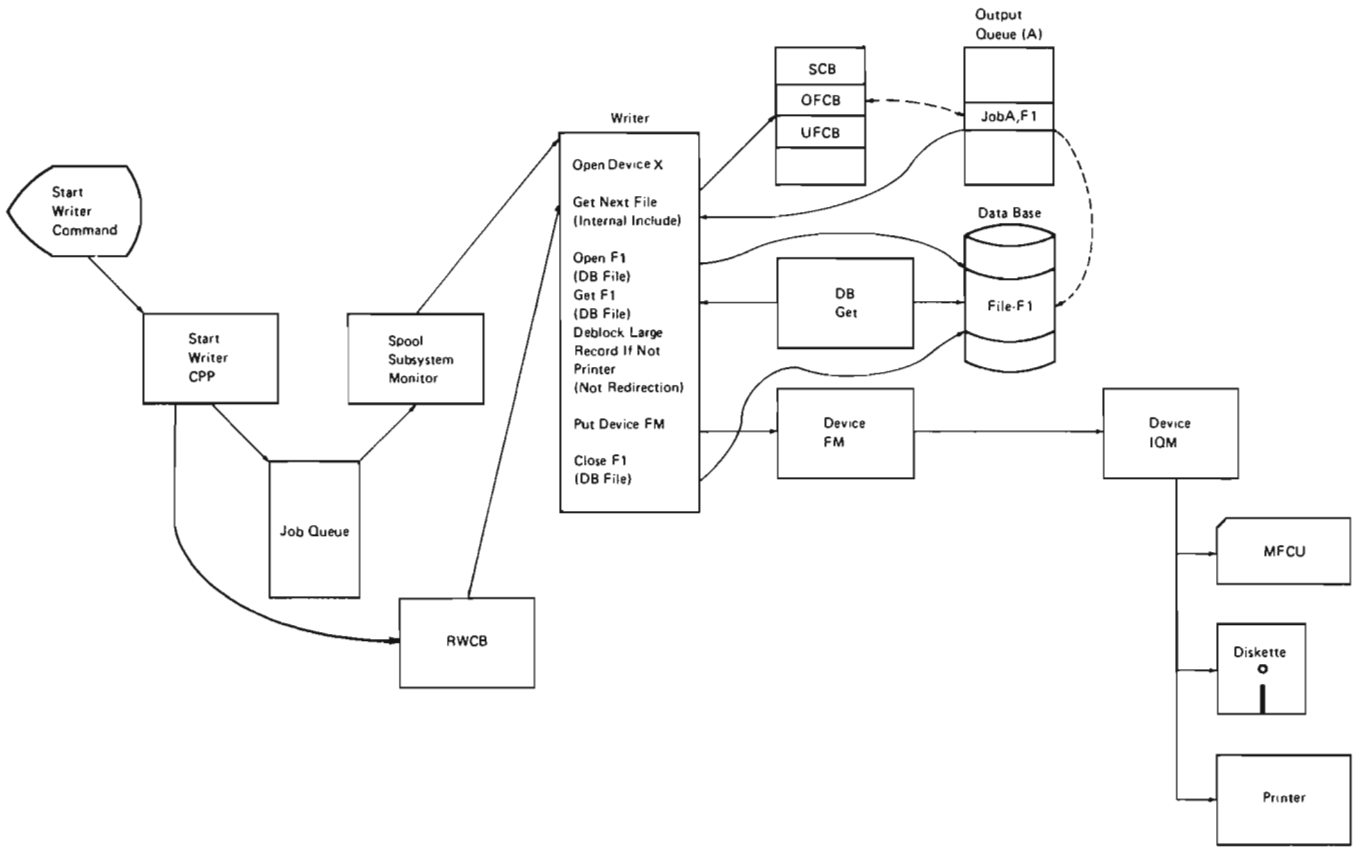 Output
Queue (A)
SCB
OFCB
UFCB
JobA,F1
Writer
Open Device X
Get Next File
(Internal Include)
Open F1
(DB File)
Get F1
(DB File)
Deblock Large
Record If Not
Printer
(Not Redirection)
Put Device FM
Close F1
(DB File)
Start
Writer
Command
Start
Writer
CPP
Spool
Subsystem
Monitor
Job Queue
RWCB
Data Base
File-F1
DB
Get
Device
FM
Device
IQM
MFCU
Diskette
Printer